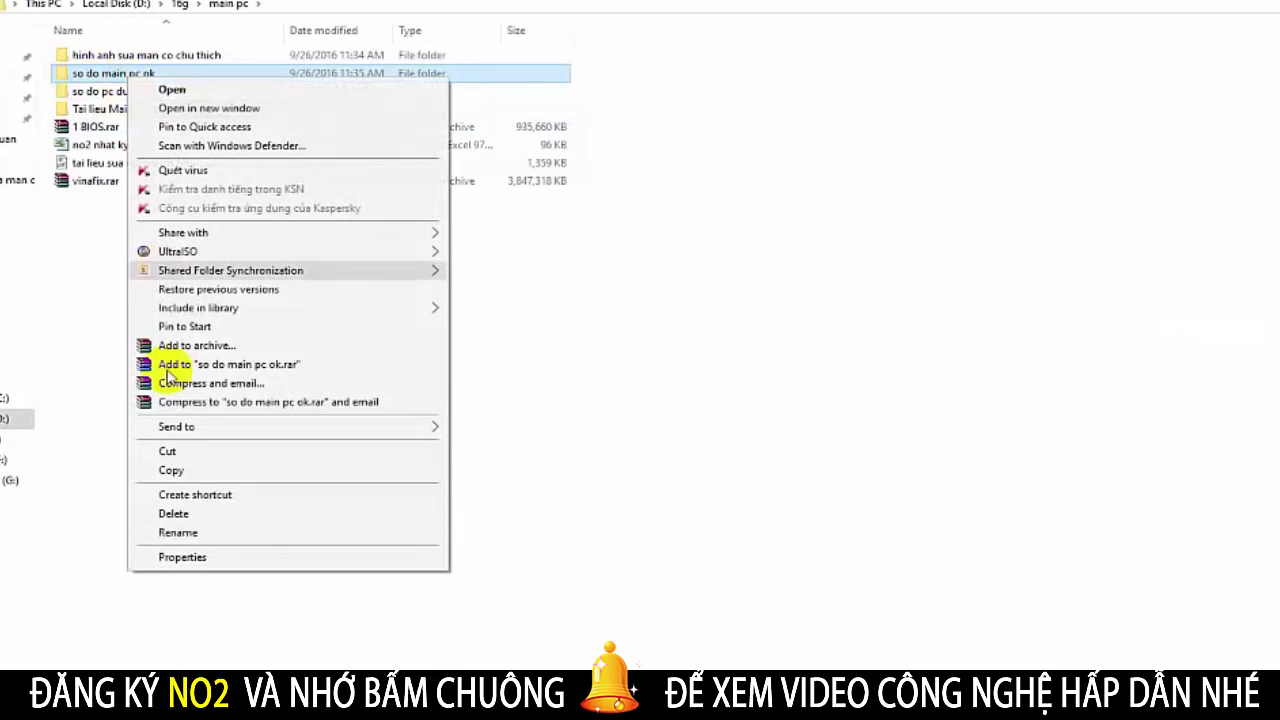 This PC > Local Disk (D:) > 16g > main pc >
Name Date modified Type Size
hinh anh sua man co chu thich 9/26/2016 11:34 AM File folder
so do main pc ok 9/26/2016 11:35 AM File folder
so do pc du
Tai lieu Mai
1 BIOS.rar chive 935,660 KB
no2 nhat ky Excel 97... 96 KB
tai lieu sua 1,359 KB
vinafix.rar chive 3,847,318 KB
uan
a man c
C:)
D:)
:)
(G:)
Open
Open in new window
Pin to Quick access
Scan with Windows Defender...
Quét virus
Kiểm tra danh tiếng trong KSN
Công cụ kiểm tra ứng dụng của Kaspersky
Share with
UltraISO
Shared Folder Synchronization
Restore previous versions
Include in library
Pin to Start
Add to archive...
Add to "so do main pc ok.rar"
Compress and email...
Compress to "so do main pc ok.rar" and email
Send to
Cut
Copy
Create shortcut
Delete
Rename
Properties
ĐĂNG KÝ NO2 VÀ NHỚ BẤM CHUÔNG ĐỂ XEM VIDEO CÔNG NGHỆ HẤP DẪN NHÉ